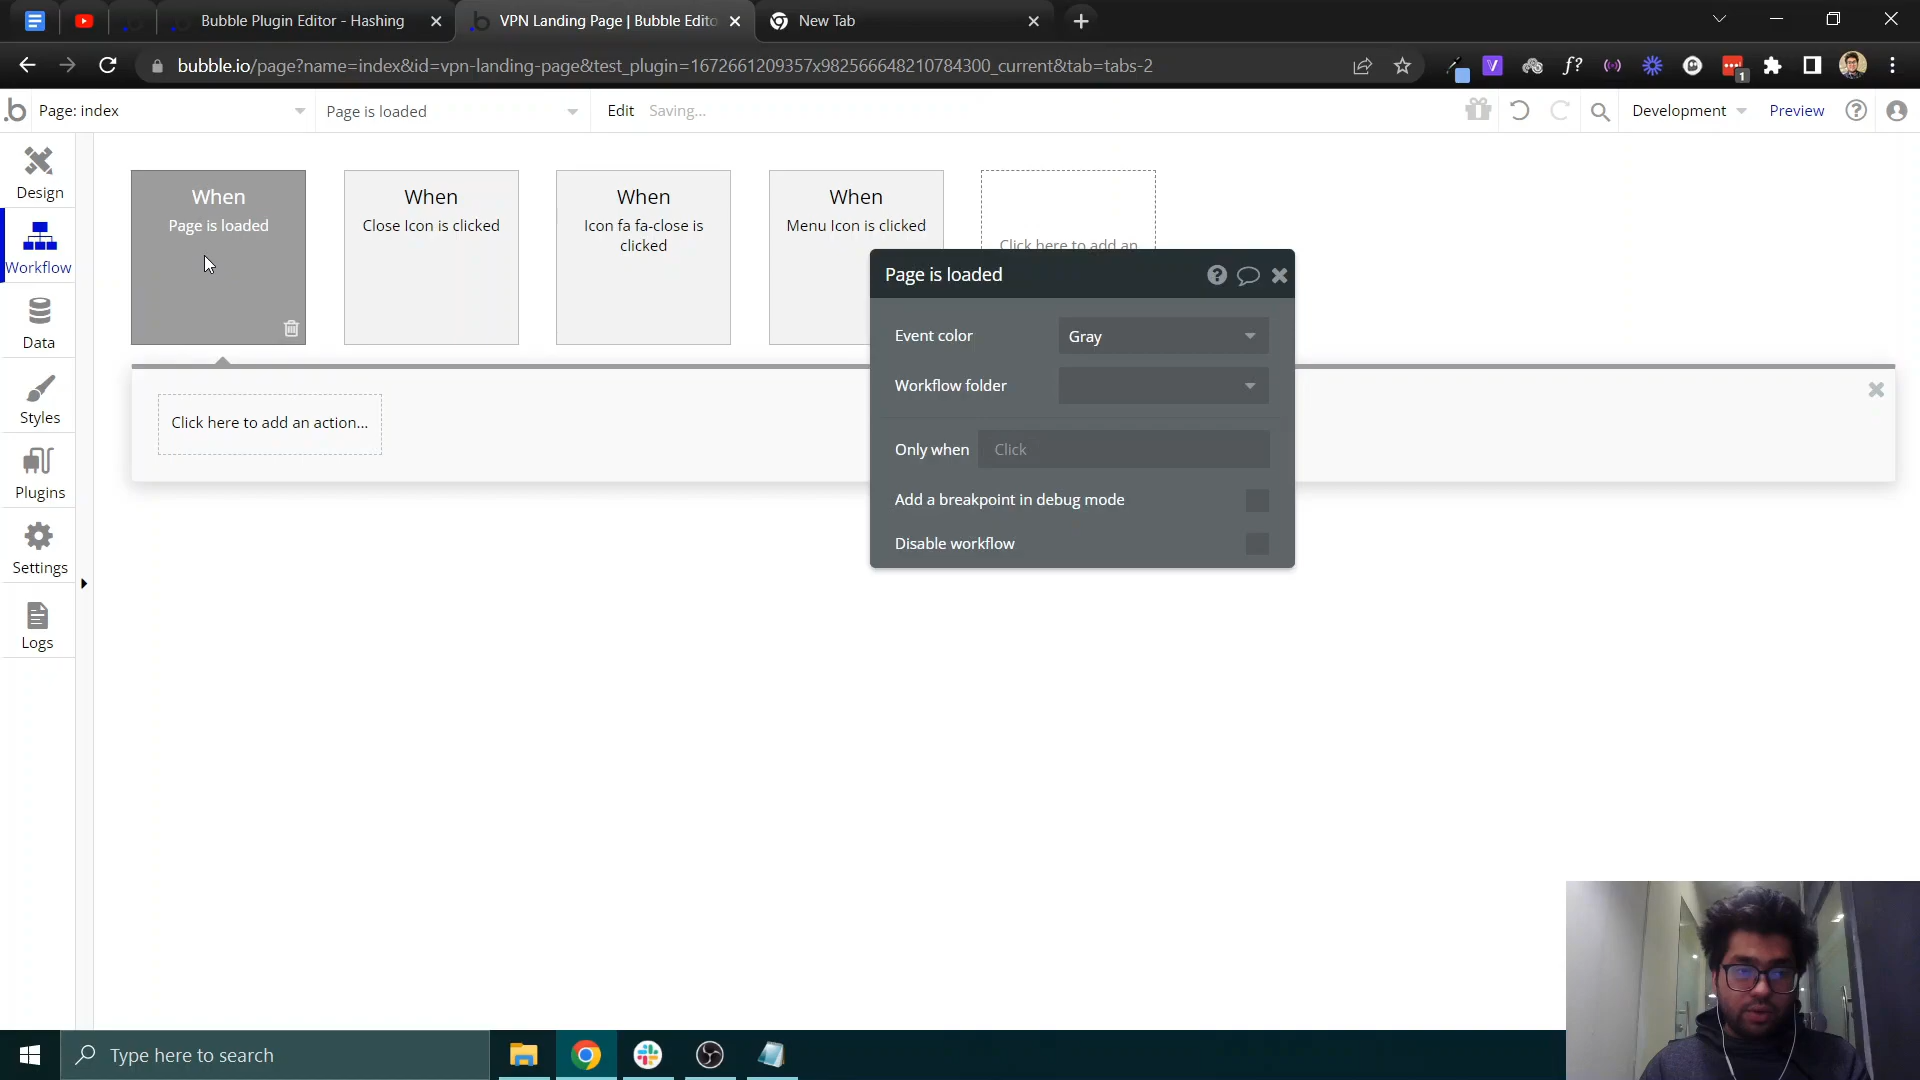 Bubble Plugin Editor - Hashing
VPN Landing Page | Bubble Edito
New Tab
bubble.io/page?name=index&id=vpn-landing-page&test_plugin=1672661209357x982566648210784300_current&tab=tabs-2
f?
1
Page: index
Page is loaded
Edit
Saving...
Development
Preview
Design
Workflow
Data
Styles
Plugins
Settings
Logs
When
Page is loaded
When
Close Icon is clicked
When
Icon fa fa-close is
clicked
When
Menu Icon is clicked
Click here to add an
Click here to add an action...
Page is loaded
Event color
Gray
Workflow folder
Only when
Click
Add a breakpoint in debug mode
Disable workflow
Type here to search